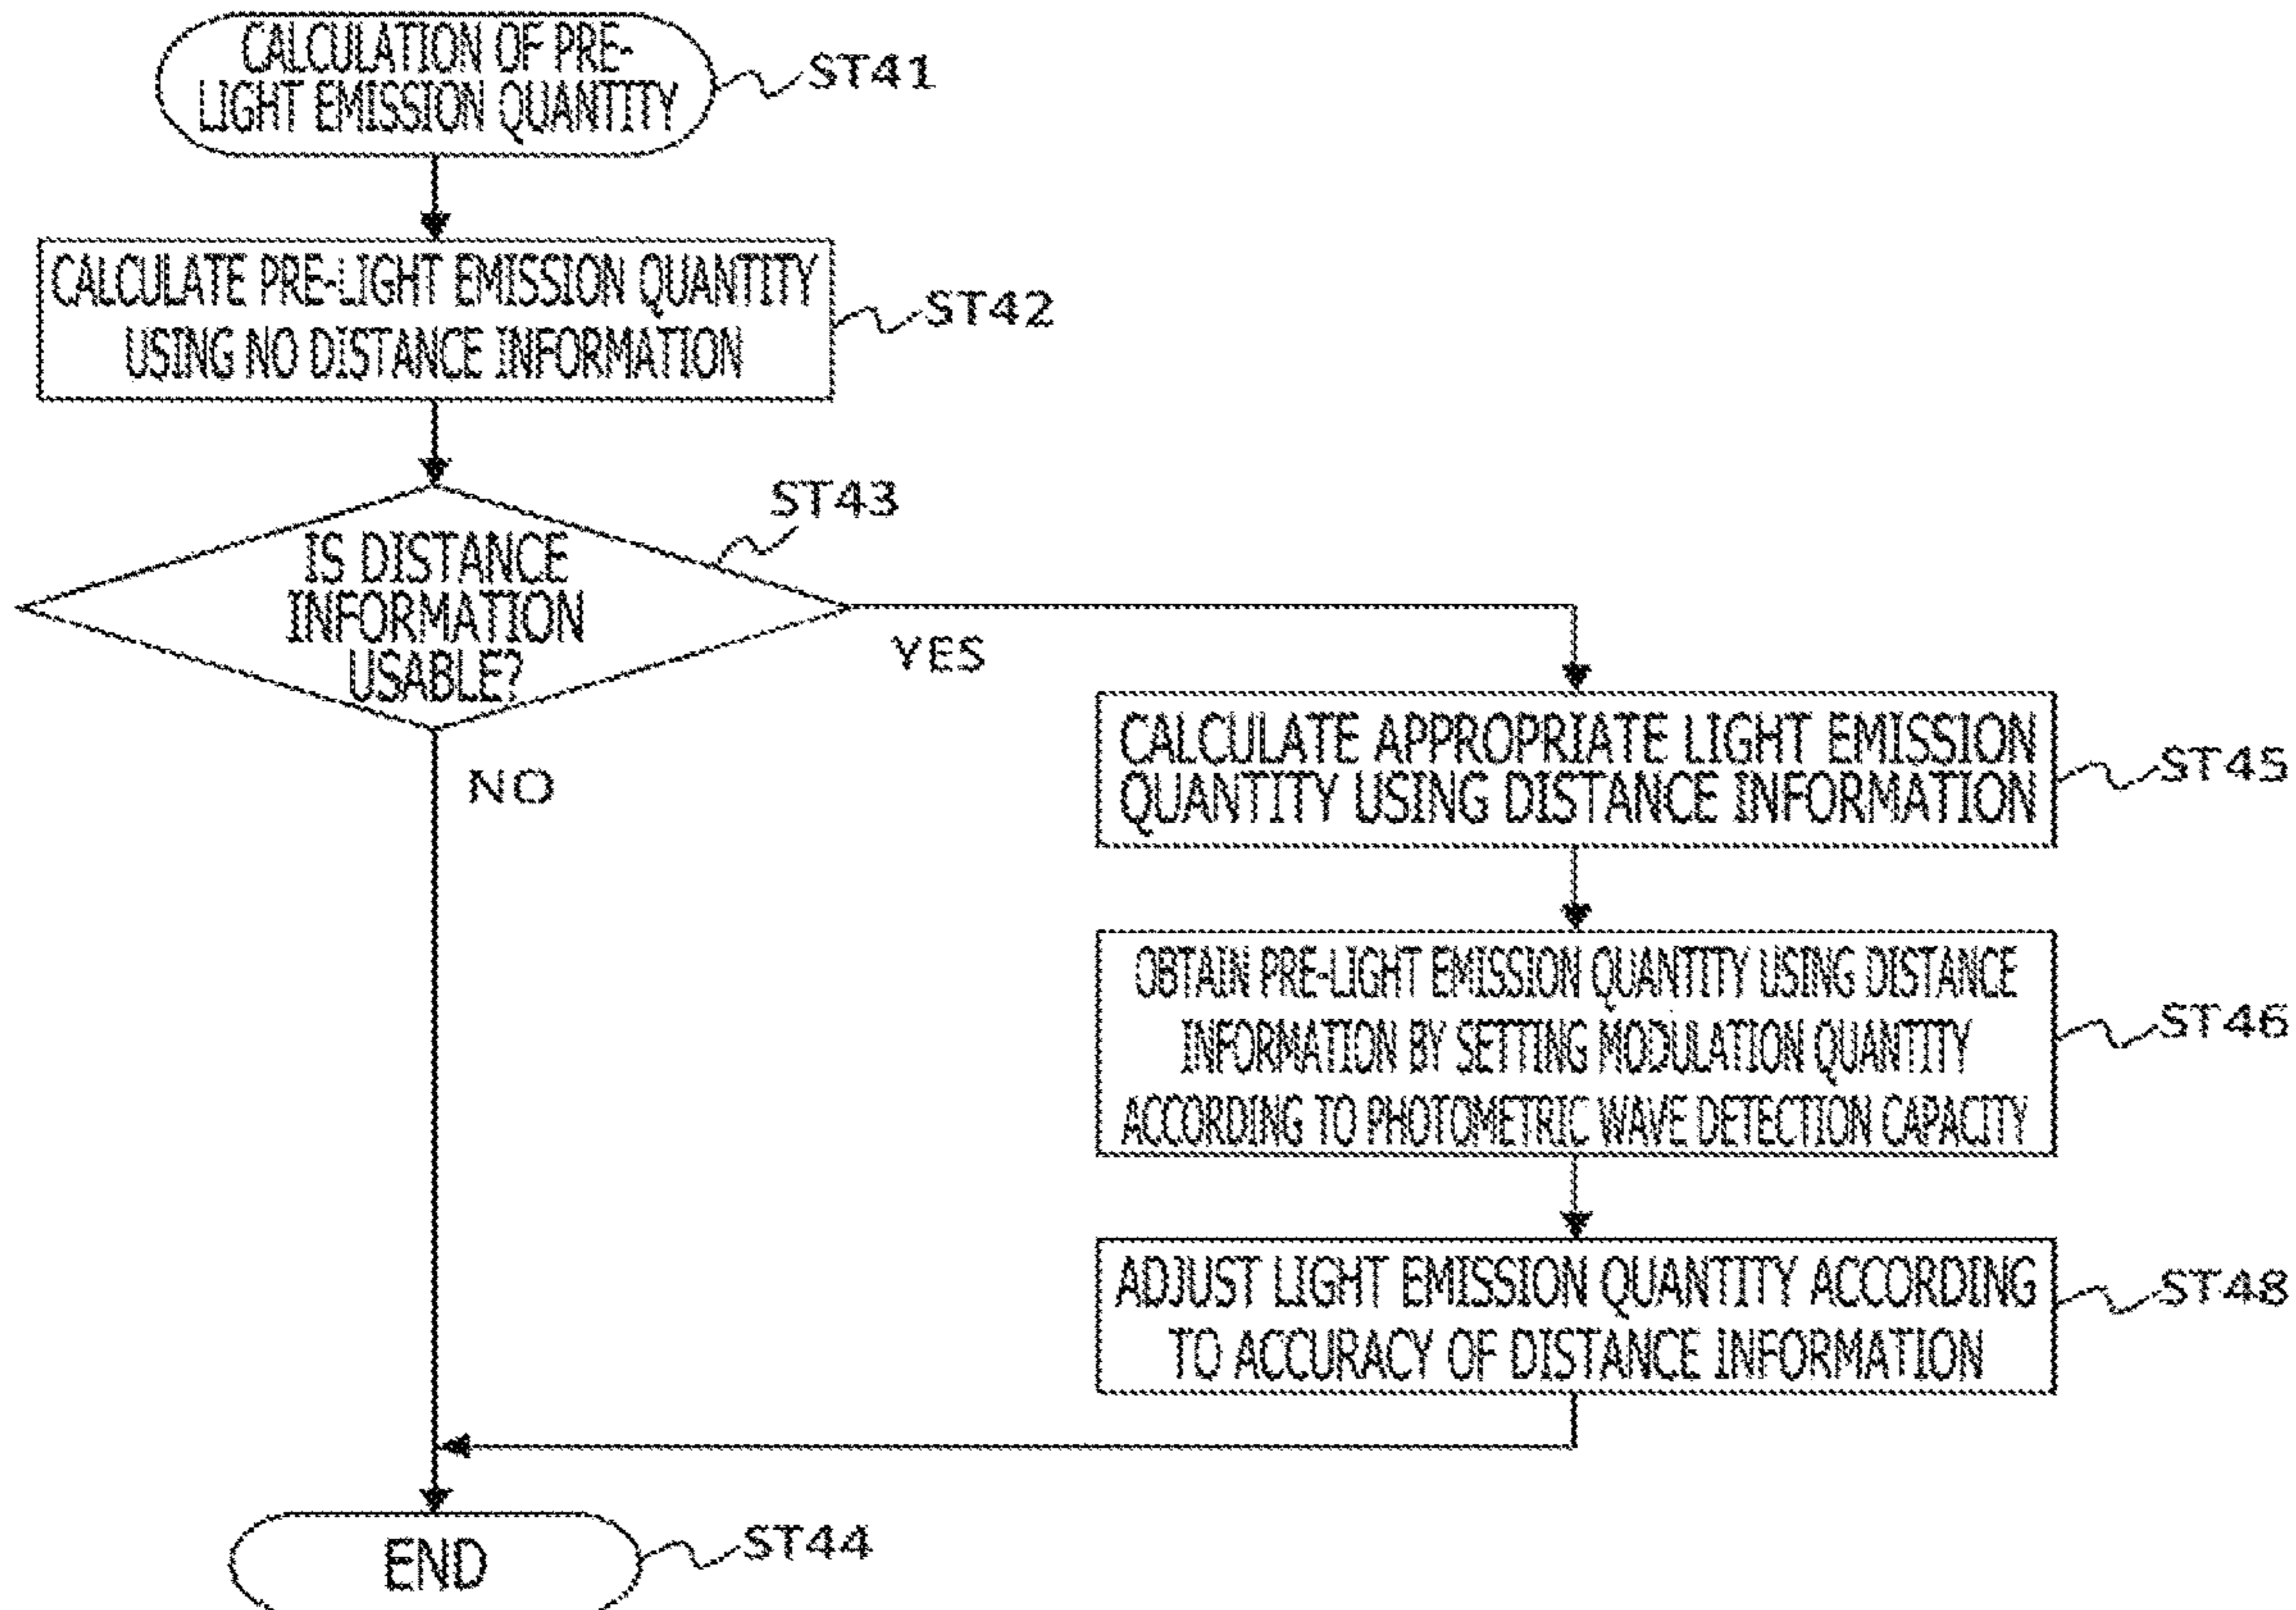 CALCULATION OF PRE-
LIGHT EMISSION QUANTITY
ST41
CALCULATE PRE-LIGHT EMISSION QUANTITY
USING NO DISTANCE INFORMATION
ST42
ST43
IS DISTANCE
INFORMATION
USABLE?
YES
NO
CALCULATE APPROPRIATE LIGHT EMISSION
QUANTITY USING DISTANCE INFORMATION
ST45
OBTAIN PRE-LIGHT EMISSION QUANTITY USING DISTANCE
INFORMATION BY SETTING MODULATION QUANTITY
ACCORDING TO PHOTOMETRIC WAVE DETECTION CAPACITY
ST46
ADJUST LIGHT EMISSION QUANTITY ACCORDING
TO ACCURACY OF DISTANCE INFORMATION
ST48
END
ST44